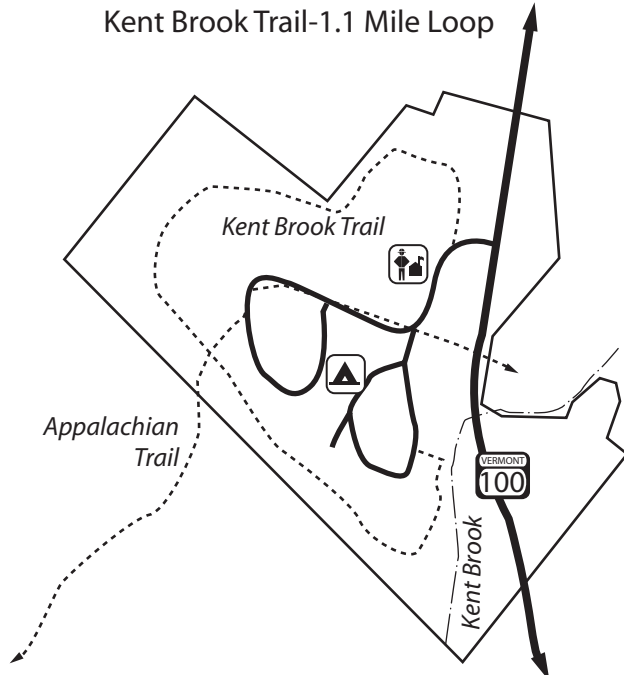 Kent Brook Trail-1.1 Mile Loop
Kent Brook Trail
Appalachian
Trail
VERMONT
100
Kent Brook